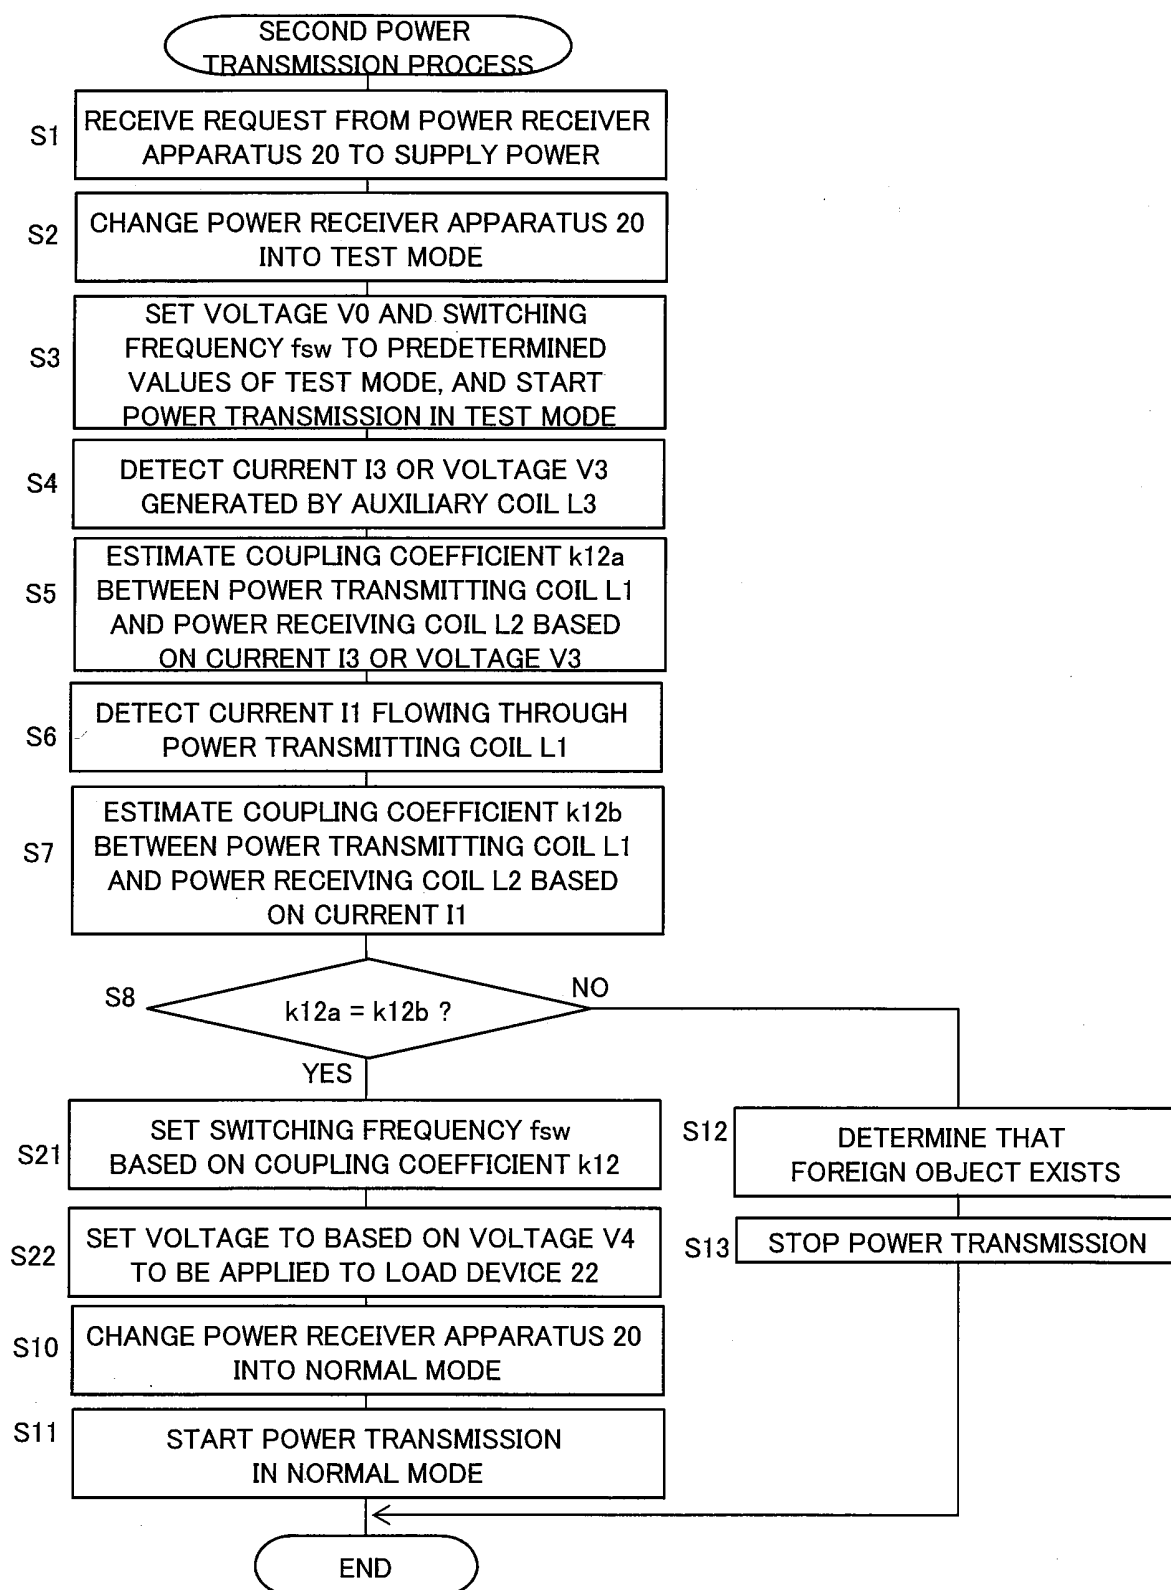 SECOND POWER
TRANSMISSION PROCESS
S1
RECEIVE REQUEST FROM POWER RECEIVER
APPARATUS 20 TO SUPPLY POWER
S2
CHANGE POWER RECEIVER APPARATUS 20
INTO TEST MODE
S3
SET VOLTAGE V0 AND SWITCHING
FREQUENCY fsw TO PREDETERMINED
VALUES OF TEST MODE, AND START
POWER TRANSMISSION IN TEST MODE
S4
DETECT CURRENT I3 OR VOLTAGE V3
GENERATED BY AUXILIARY COIL L3
S5
ESTIMATE COUPLING COEFFICIENT k12a
BETWEEN POWER TRANSMITTING COIL L1
AND POWER RECEIVING COIL L2 BASED
ON CURRENT I3 OR VOLTAGE V3
S6
DETECT CURRENT I1 FLOWING THROUGH
POWER TRANSMITTING COIL L1
S7
ESTIMATE COUPLING COEFFICIENT k12b
BETWEEN POWER TRANSMITTING COIL L1
AND POWER RECEIVING COIL L2 BASED
ON CURRENT I1
S8
k12a = k12b ?
NO
YES
S21
SET SWITCHING FREQUENCY fsw
BASED ON COUPLING COEFFICIENT k12
S22
SET VOLTAGE TO BASED ON VOLTAGE V4
TO BE APPLIED TO LOAD DEVICE 22
S10
CHANGE POWER RECEIVER APPARATUS 20
INTO NORMAL MODE
S11
START POWER TRANSMISSION
IN NORMAL MODE
S12
DETERMINE THAT
FOREIGN OBJECT EXISTS
S13
STOP POWER TRANSMISSION
END